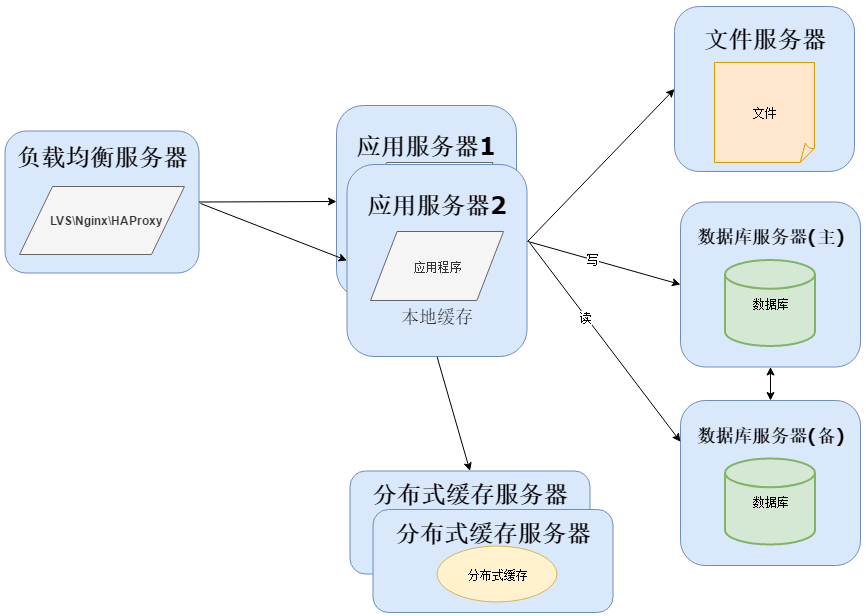 负载均衡服务器
LVS\Nginx\HAProxy
应用服务器1
应用服务器2
应用程序
本地缓存
文件服务器
文件
写
读
数据库服务器(主)
数据库
数据库服务器(备)
数据库
分布式缓存服务器
分布式缓存服务器
分布式缓存